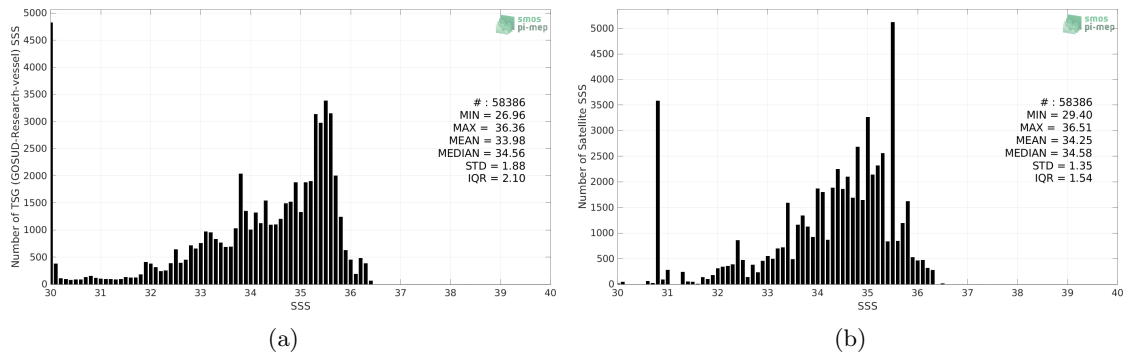 5000
4500
4000
3500
3000
2500
2000
1500
1000
500
0
Number of TSG (GOSUD-Research-vessel) SSS
smos
pi-mep
# : 58386
MIN = 26.96
MAX = 36.36
MEAN = 33.98
MEDIAN = 34.56
STD = 1.88
IQR = 2.10
30 31 32 33 34 35 36 37 38 39 40
SSS
(a)
5000
4500
4000
3500
3000
2500
2000
1500
1000
500
0
Number of Satellite SSS
smos
pi-mep
# : 58386
MIN = 29.40
MAX = 36.51
MEAN = 34.25
MEDIAN = 34.58
STD = 1.35
IQR = 1.54
30 31 32 33 34 35 36 37 38 39 40
SSS
(b)